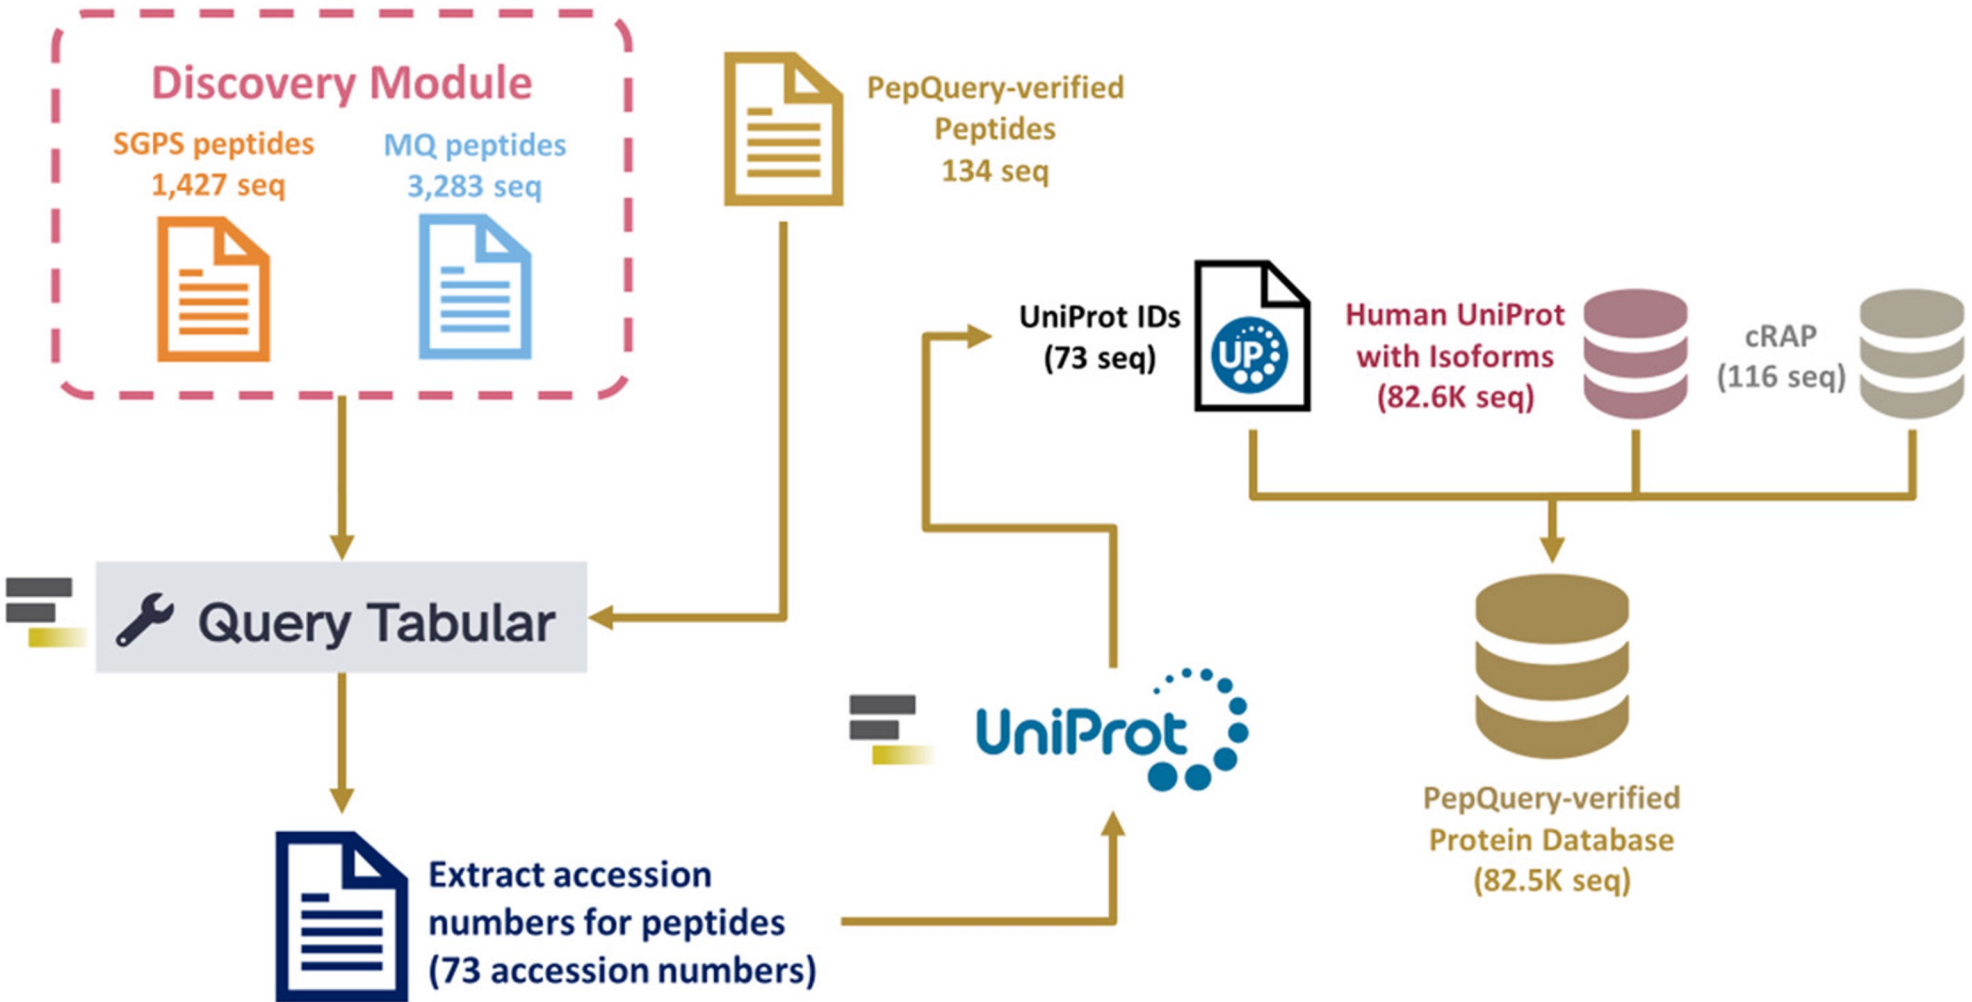 Discovery Module
SGPS peptides
1,427 seq
MQ peptides
3,283 seq
PepQuery-verified
Peptides
134 seq
UniProt IDs
(73 seq)
UP
Human UniProt
with Isoforms
(82.6K seq)
cRAP
(116 seq)
Query Tabular
UniProt
PepQuery-verified
Protein Database
(82.5K seq)
Extract accession
numbers for peptides
(73 accession numbers)